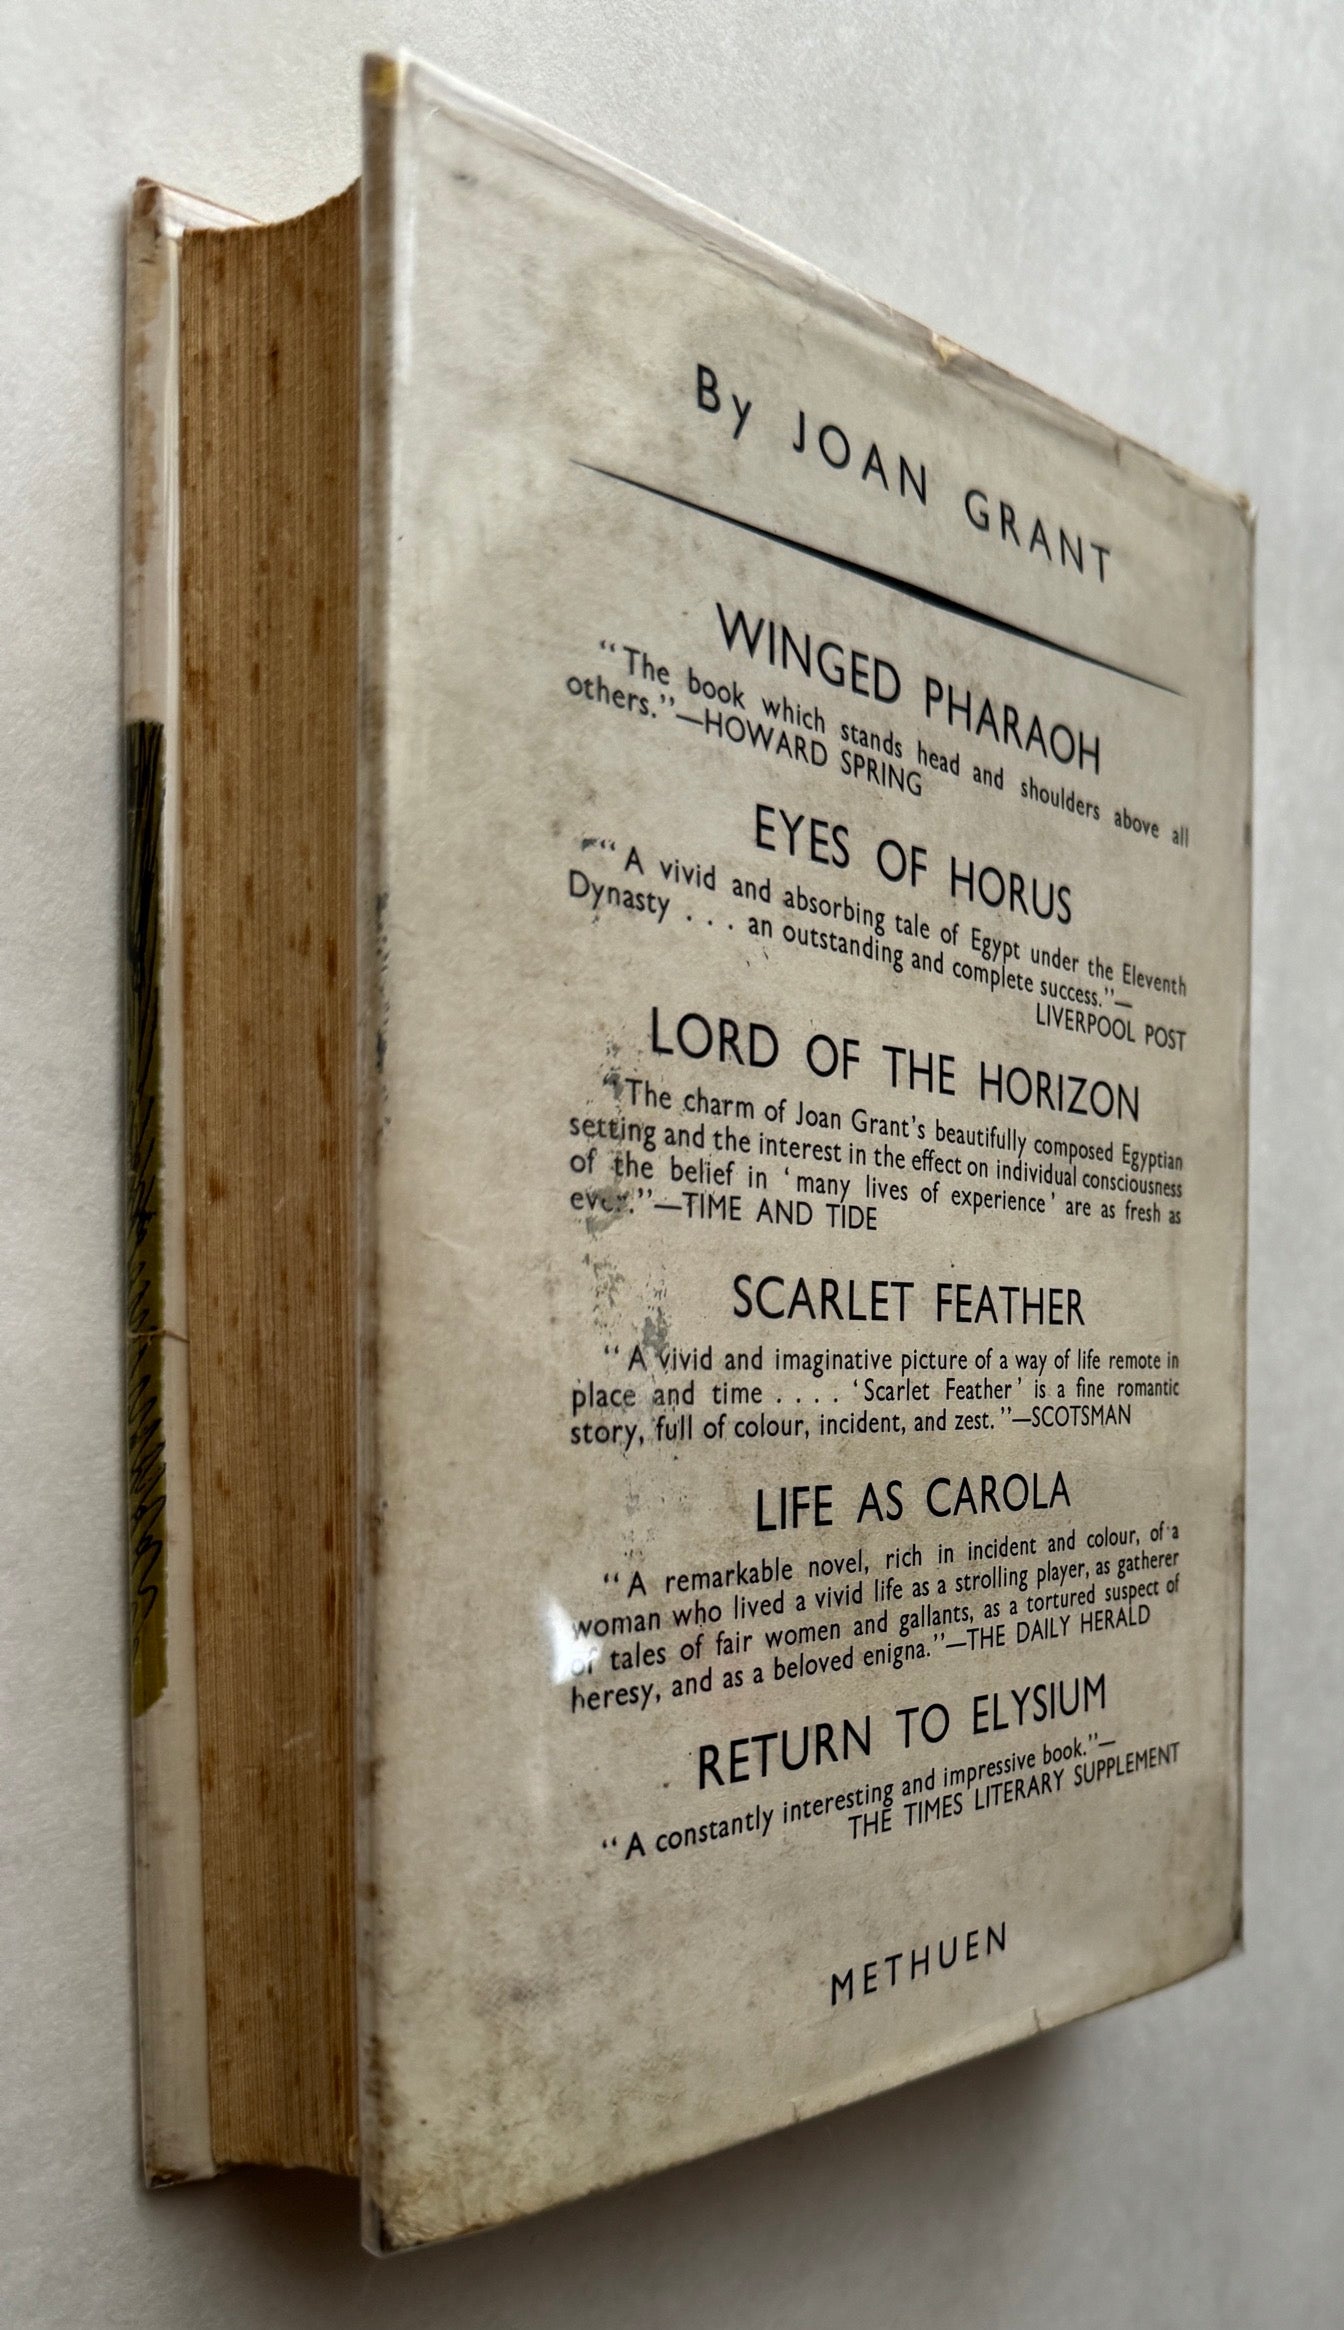 By JOAN GRANT
WINGED PHARAOH
“The book which stands head and shoulders above all
others.”—HOWARD SPRING
EYES OF HORUS
“A vivid and absorbing tale of Egypt under the Eleventh
Dynasty . . . an outstanding and complete success.”—
LIVERPOOL POST
LORD OF THE HORIZON
“The charm of Joan Grant’s beautifully composed Egyptian
setting and the interest in the effect on individual consciousness
of the belief in ‘many lives of experience’ are as fresh as
ever.”—TIME AND TIDE
SCARLET FEATHER
“A vivid and imaginative picture of a way of life remote in
place and time . . . . ‘Scarlet Feather’ is a fine romantic
story, full of colour, incident, and zest.”—SCOTSMAN
LIFE AS CAROLA
“A remarkable novel, rich in incident and colour, of a
woman who lived a vivid life as a strolling player, as gatherer
of tales of fair women and gallants, as a tortured suspect of
heresy, and as a beloved enigna.”—THE DAILY HERALD
RETURN TO ELYSIUM
“A constantly interesting and impressive book.”—
THE TIMES LITERARY SUPPLEMENT
METHUEN